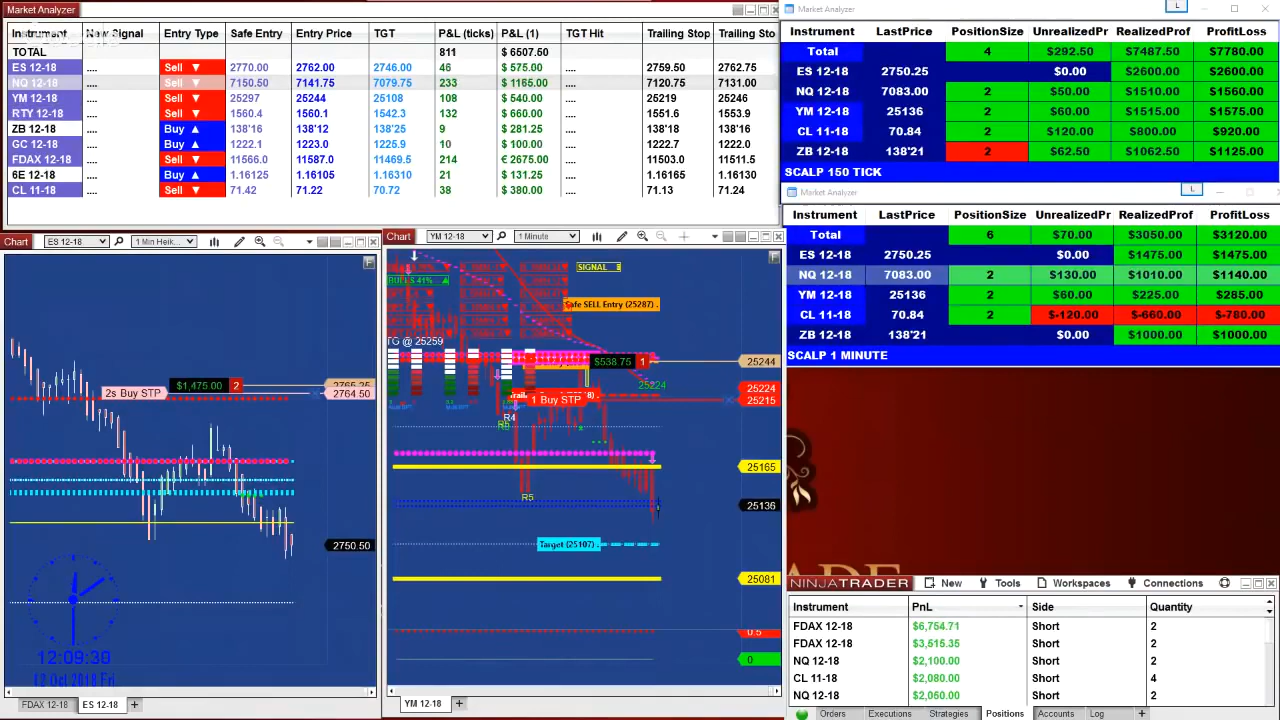 Market Analyzer
Instrument New Signal Entry Type Safe Entry Entry Price TGT P&L (ticks) P&L (1) TGT Hit Trailing Stop Trailing Sto
TOTAL 811 $ 6507.50
ES 12-18 .... Sell ▼ 2770.00 2762.00 2746.00 46 $ 575.00 .... 2759.50 2762.75
NQ 12-18 .... Sell ▼ 7150.50 7141.75 7079.75 233 $ 1165.00 .... 7120.75 7131.00
YM 12-18 .... Sell ▼ 25297 25244 25108 108 $ 540.00 .... 25219 25246
RTY 12-18 .... Sell ▼ 1560.4 1560.1 1542.3 132 $ 660.00 .... 1551.6 1553.9
ZB 12-18 .... Buy ▲ 138'16 138'12 138'25 9 $ 281.25 .... 138'19 138'16
GC 12-18 .... Buy ▲ 1222.1 1223.0 1225.9 10 $ 100.00 .... 1222.7 1222.0
FDAX 12-18 .... Sell ▼ 11566.0 11587.0 11469.5 214 € 2675.00 .... 11503.0 11511.5
6E 12-18 .... Buy ▲ 1.16125 1.16105 1.16310 21 $ 131.25 .... 1.16165 1.16130
CL 11-18 .... Sell ▼ 71.42 71.22 70.72 38 $ 380.00 .... 71.13 71.24
Market Analyzer L
Instrument LastPrice PositionSize UnrealizedPr RealizedProf ProfitLoss
Total 4 $292.50 $7487.50 $7780.00
ES 12-18 2750.25 $0.00 $2600.00 $2600.00
NQ 12-18 7083.00 2 $50.00 $1510.00 $1560.00
YM 12-18 25136 2 $60.00 $1515.00 $1575.00
CL 11-18 70.84 2 $120.00 $800.00 $920.00
ZB 12-18 138'21 2 $62.50 $1062.50 $1125.00
SCALP 150 TICK
Market Analyzer L
Instrument LastPrice PositionSize UnrealizedPr RealizedProf ProfitLoss
Total 6 $70.00 $3050.00 $3120.00
ES 12-18 2750.25 $0.00 $1475.00 $1475.00
NQ 12-18 7083.00 2 $130.00 $1010.00 $1140.00
YM 12-18 25136 2 $60.00 $225.00 $285.00
CL 11-18 70.84 2 $-120.00 $-660.00 $-780.00
ZB 12-18 138'21 $0.00 $1000.00 $1000.00
SCALP 1 MINUTE
Chart ES 12-18 1 Min Heik...
F
2s Buy STP $1,475.00 2
2764.50
2750.50
12:09:30
12 Oct 2018 Fri
FDAX 12-18 ES 12-18 +
Chart YM 12-18 1 Minute
F
SIGNAL
BULLS 41%
Safe SELL Entry (25287)
TG @ 25259
$538.75 1
25244
25224
25224
1 Buy STP
25215
R4
R5
25165
R5
25136
Target (25107)
25081
0.5
0
YM 12-18 +
NINJATRADER New Tools Workspaces Connections
Instrument PnL Side Quantity
FDAX 12-18 $6,754.71 Short 2
FDAX 12-18 $3,515.35 Short 2
NQ 12-18 $2,100.00 Short 2
CL 11-18 $2,080.00 Short 4
NQ 12-18 $2,060.00 Short 2
Orders Executions Strategies Positions Accounts Log +